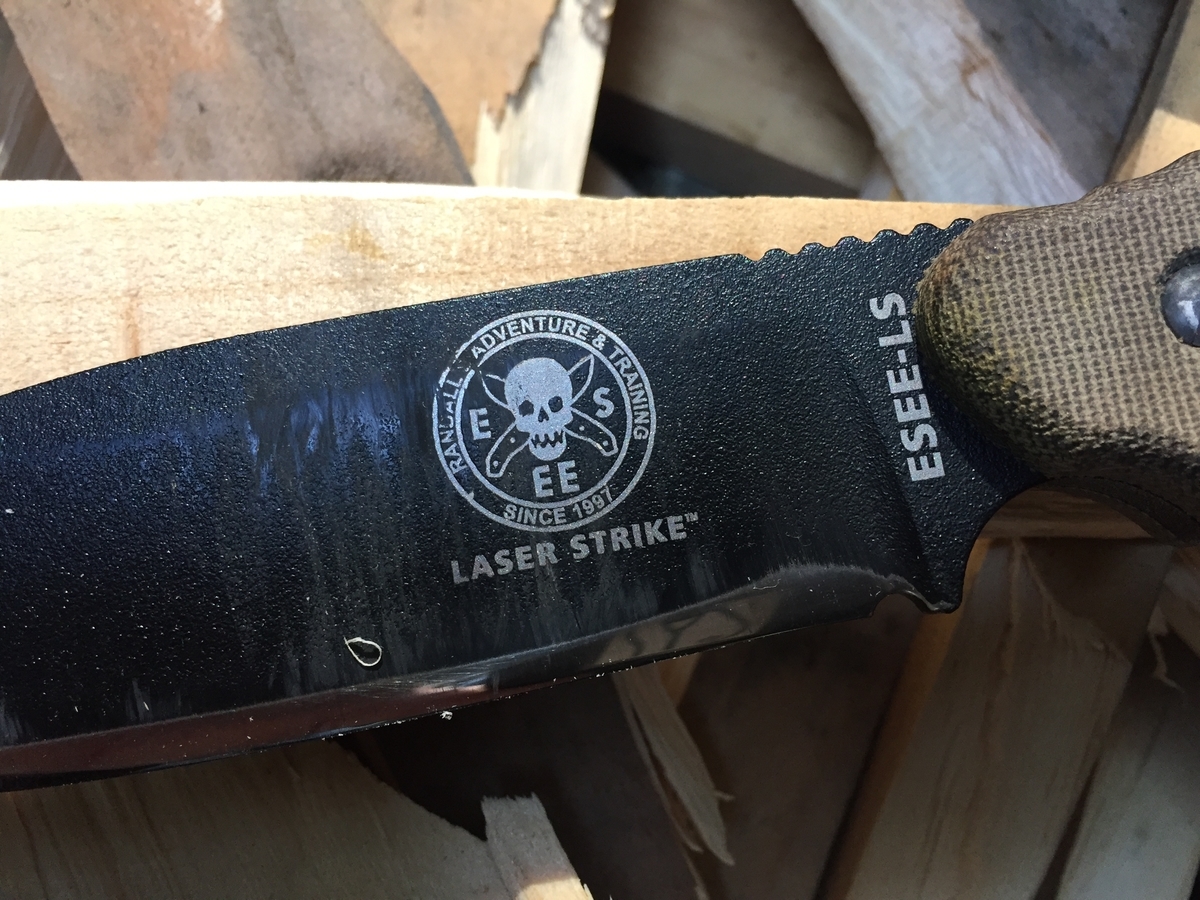 RANDALL ADVENTURE & TRAINING
E S
EE
SINCE 1997
LASER STRIKE™
ESEE-LS